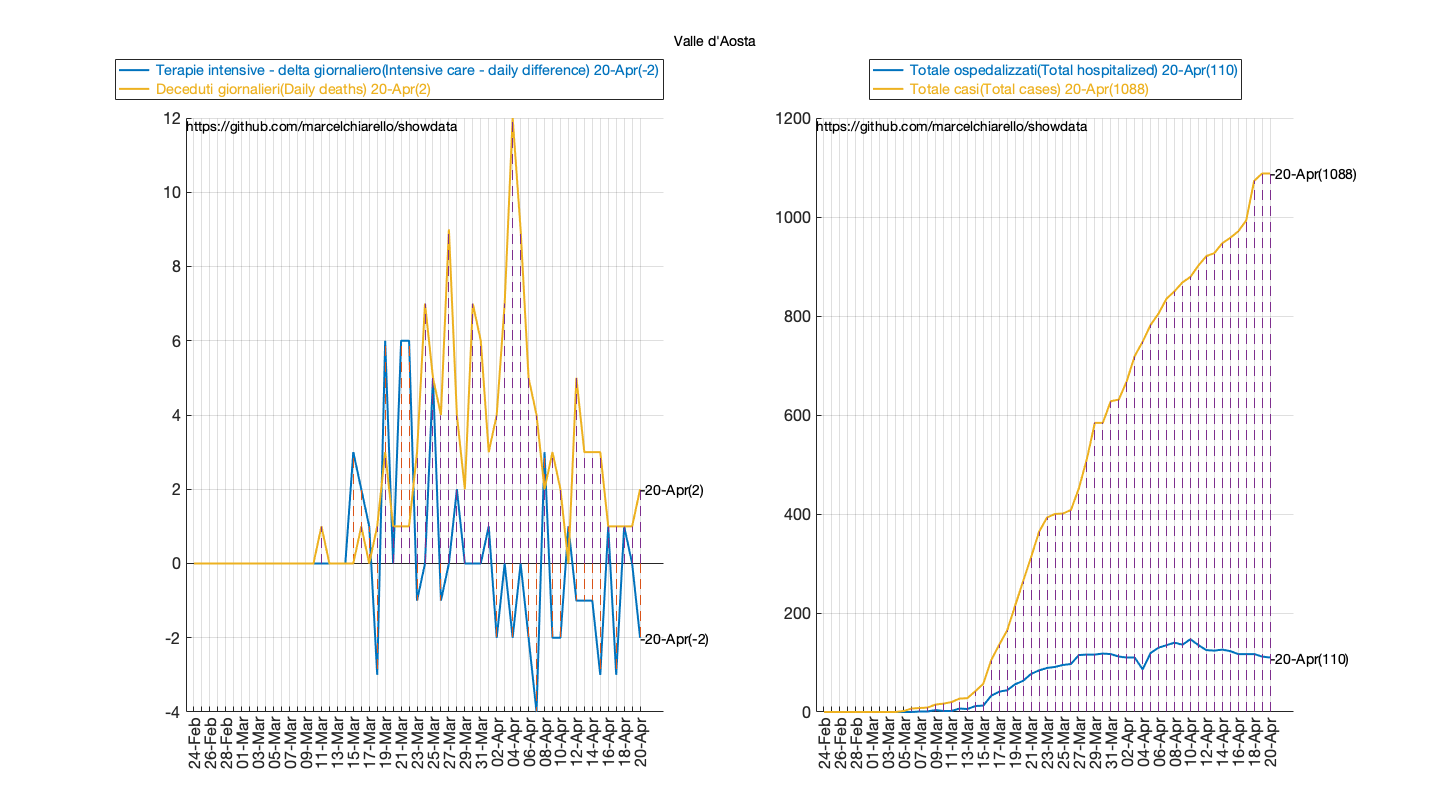 Valle d'Aosta
Terapie intensive - delta giornaliero(Intensive care - daily difference) 20-Apr(-2)
Deceduti giornalieri(Daily deaths) 20-Apr(2)
https://github.com/marcelchiarello/showdata
12
10
8
6
4
2
0
-2
-4
-20-Apr(2)
-20-Apr(-2)
24-Feb
26-Feb
28-Feb
01-Mar
03-Mar
05-Mar
07-Mar
09-Mar
11-Mar
13-Mar
15-Mar
17-Mar
19-Mar
21-Mar
23-Mar
25-Mar
27-Mar
29-Mar
31-Mar
02-Apr
04-Apr
06-Apr
08-Apr
10-Apr
12-Apr
14-Apr
16-Apr
18-Apr
20-Apr
Totale ospedalizzati(Total hospitalized) 20-Apr(110)
Totale casi(Total cases) 20-Apr(1088)
https://github.com/marcelchiarello/showdata
1200
1000
800
600
400
200
0
-20-Apr(1088)
-20-Apr(110)
24-Feb
26-Feb
28-Feb
01-Mar
03-Mar
05-Mar
07-Mar
09-Mar
11-Mar
13-Mar
15-Mar
17-Mar
19-Mar
21-Mar
23-Mar
25-Mar
27-Mar
29-Mar
31-Mar
02-Apr
04-Apr
06-Apr
08-Apr
10-Apr
12-Apr
14-Apr
16-Apr
18-Apr
20-Apr